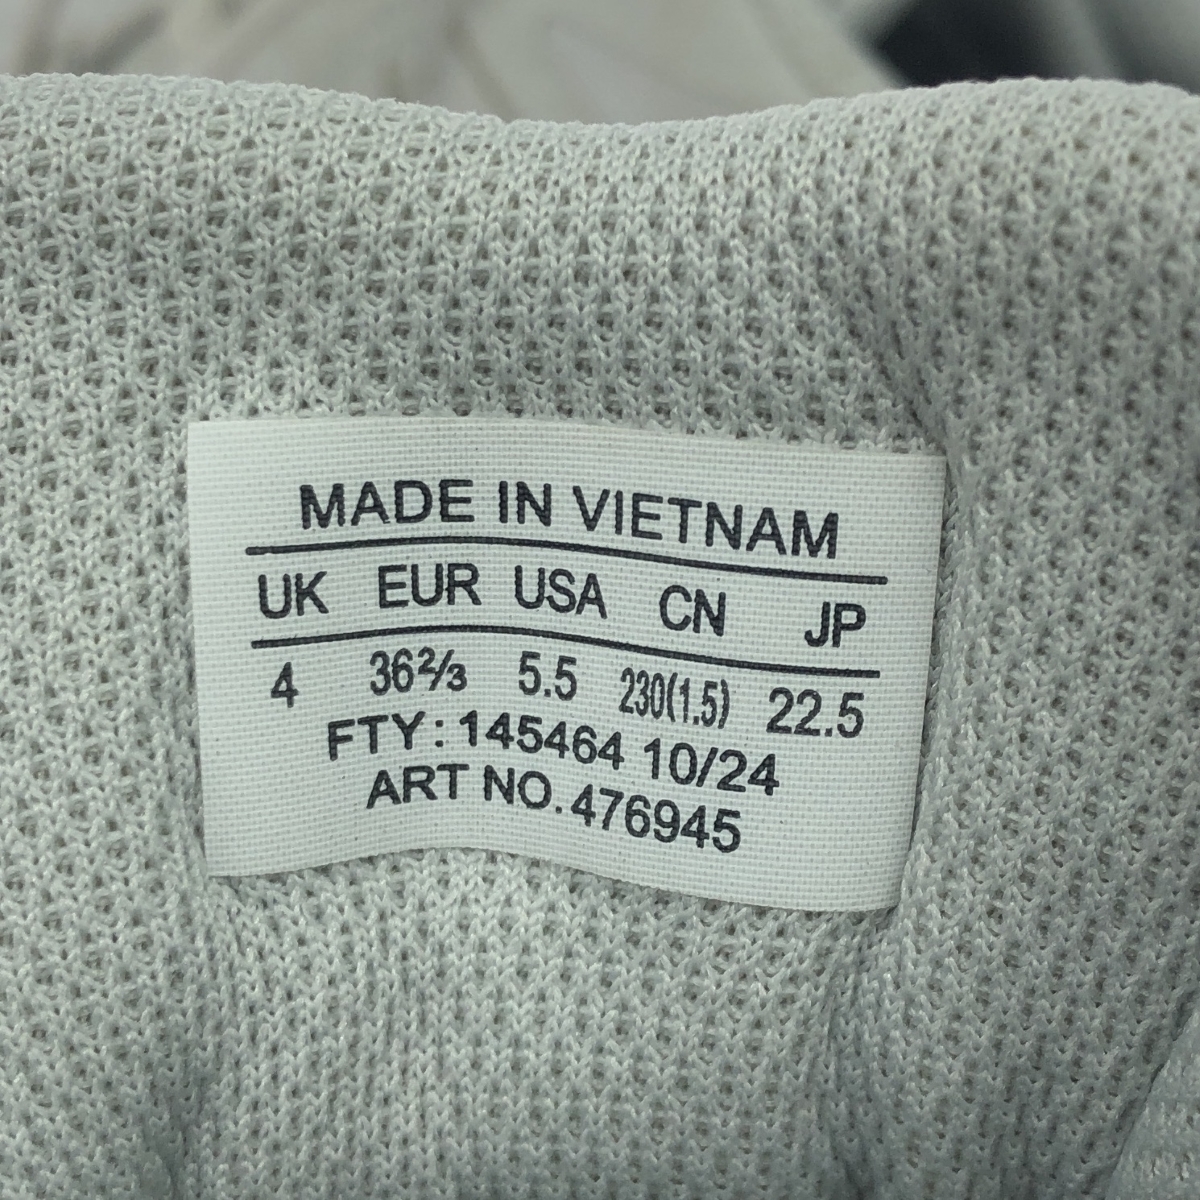 MADE IN VIETNAM
UK EUR USA CN JP
4 36⅔ 5.5 230(1.5) 22.5
FTY: 145464 10/24
ART NO. 476945